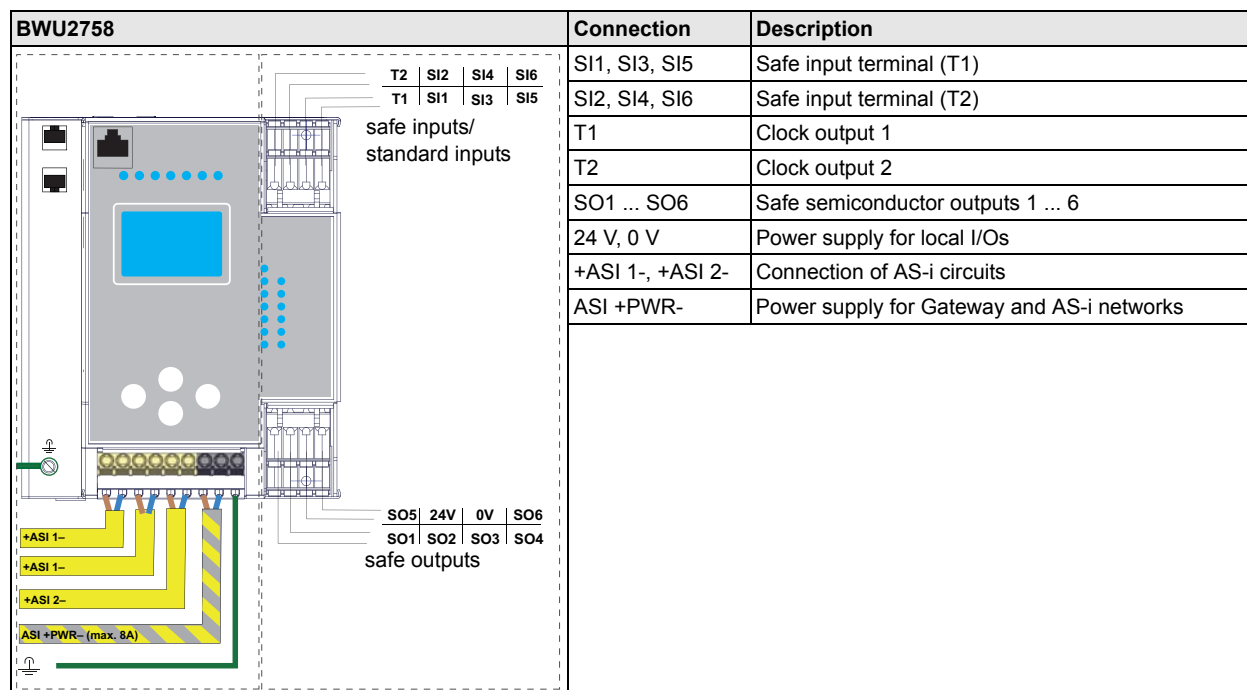 BWU2758
Connection
Description
T2 SI2 SI4 SI6
T1 SI1 SI3 SI5
safe inputs/
standard inputs
SO5 24V 0V SO6
SO1 SO2 SO3 SO4
safe outputs
+ASI 1–
+ASI 1–
+ASI 2–
ASI +PWR– (max. 8A)
SI1, SI3, SI5 Safe input terminal (T1)
SI2, SI4, SI6 Safe input terminal (T2)
T1 Clock output 1
T2 Clock output 2
SO1 ... SO6 Safe semiconductor outputs 1 ... 6
24 V, 0 V Power supply for local I/Os
+ASI 1-, +ASI 2- Connection of AS-i circuits
ASI +PWR- Power supply for Gateway and AS-i networks